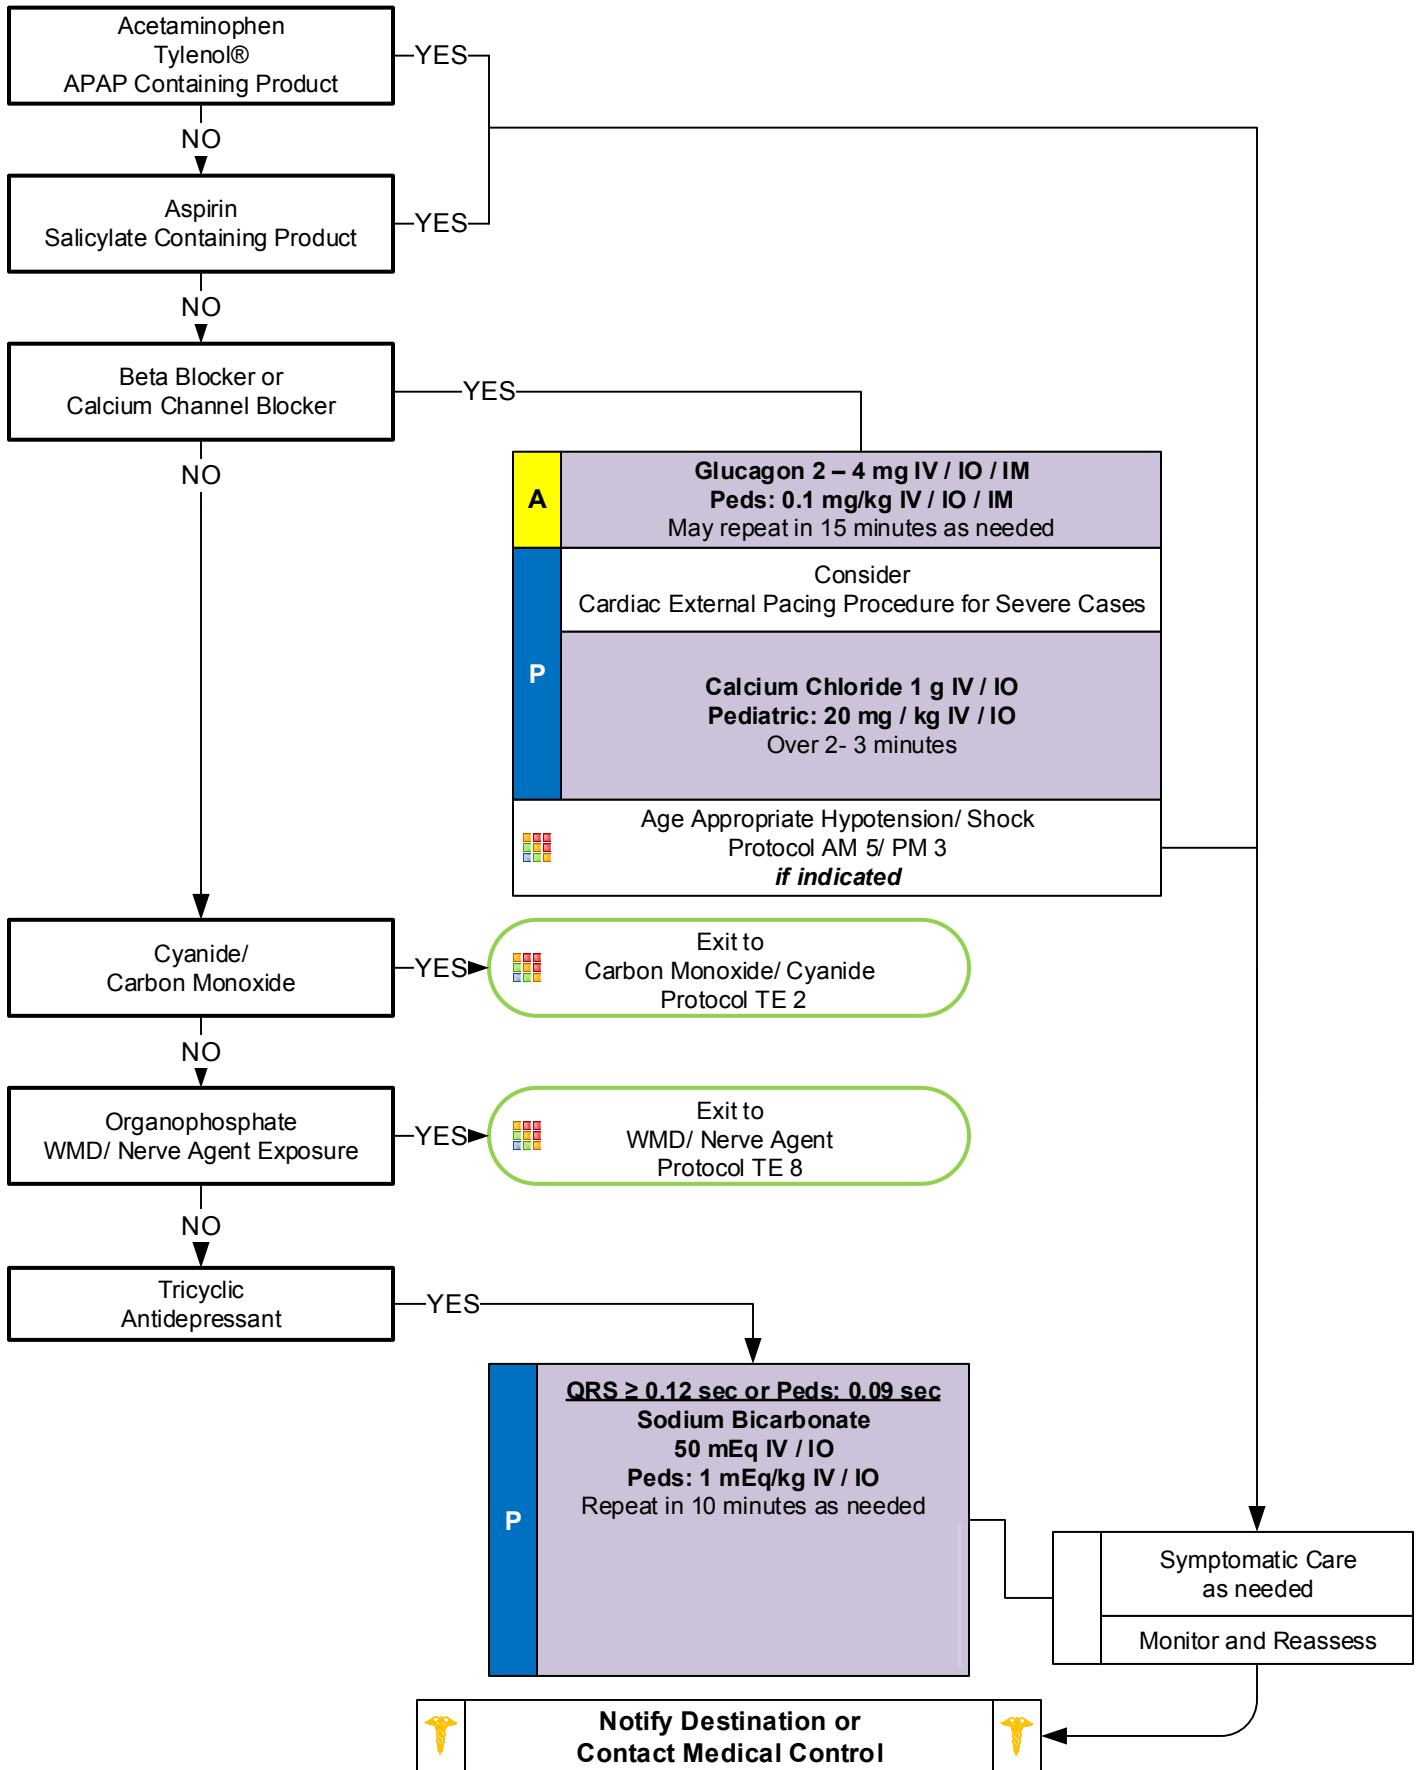 Acetaminophen
Tylenol®
APAP Containing Product
YES
NO
Aspirin
Salicylate Containing Product
YES
NO
Beta Blocker or
Calcium Channel Blocker
YES
NO
A
Glucagon 2 – 4 mg IV / IO / IM
Peds: 0.1 mg/kg IV / IO / IM
May repeat in 15 minutes as needed
P
Consider
Cardiac External Pacing Procedure for Severe Cases
Calcium Chloride 1 g IV / IO
Pediatric: 20 mg / kg IV / IO
Over 2- 3 minutes
Age Appropriate Hypotension/ Shock
Protocol AM 5/ PM 3
if indicated
Cyanide/
Carbon Monoxide
YES
Exit to
Carbon Monoxide/ Cyanide
Protocol TE 2
NO
Organophosphate
WMD/ Nerve Agent Exposure
YES
Exit to
WMD/ Nerve Agent
Protocol TE 8
NO
Tricyclic
Antidepressant
YES
P
QRS ≥ 0.12 sec or Peds: 0.09 sec
Sodium Bicarbonate
50 mEq IV / IO
Peds: 1 mEq/kg IV / IO
Repeat in 10 minutes as needed
Symptomatic Care
as needed
Monitor and Reassess
Notify Destination or
Contact Medical Control